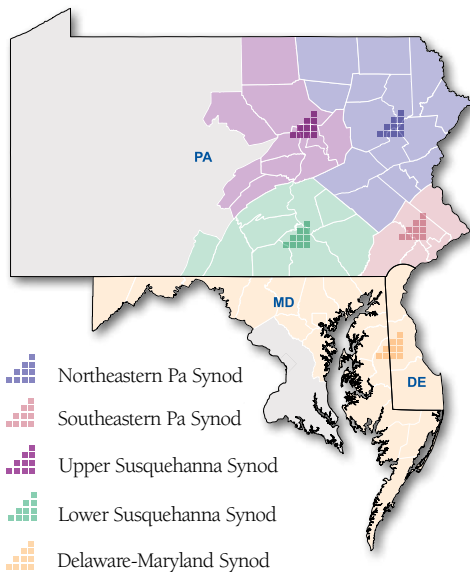 PA
MD
DE
Northeastern Pa Synod
Southeastern Pa Synod
Upper Susquehanna Synod
Lower Susquehanna Synod
Delaware-Maryland Synod